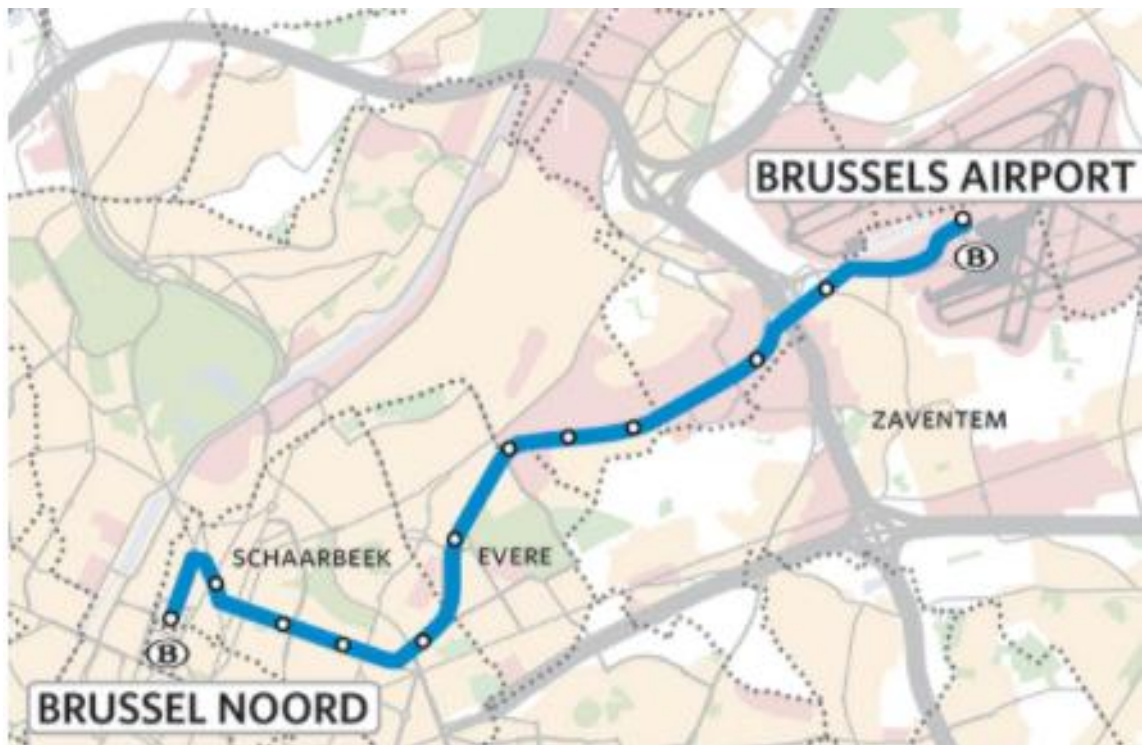 BRUSSELS AIRPORT
B
ZAVENTEM
SCHAARBEEK
EVERE
B
BRUSSEL NOORD